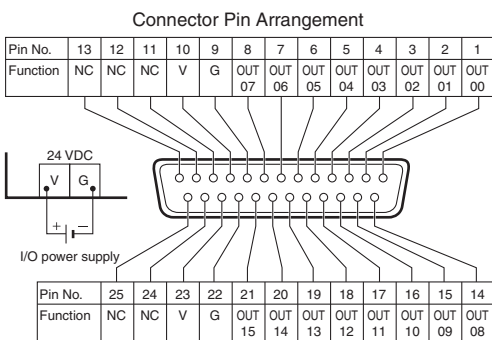 Connector Pin Arrangement
Pin No. 13 12 11 10 9 8 7 6 5 4 3 2 1
Function NC NC NC V G OUT 07 OUT 06 OUT 05 OUT 04 OUT 03 OUT 02 OUT 01 OUT 00
24 VDC
V G
+ −
I/O power supply
Pin No. 25 24 23 22 21 20 19 18 17 16 15 14
Function NC NC V G OUT 15 OUT 14 OUT 13 OUT 12 OUT 11 OUT 10 OUT 09 OUT 08